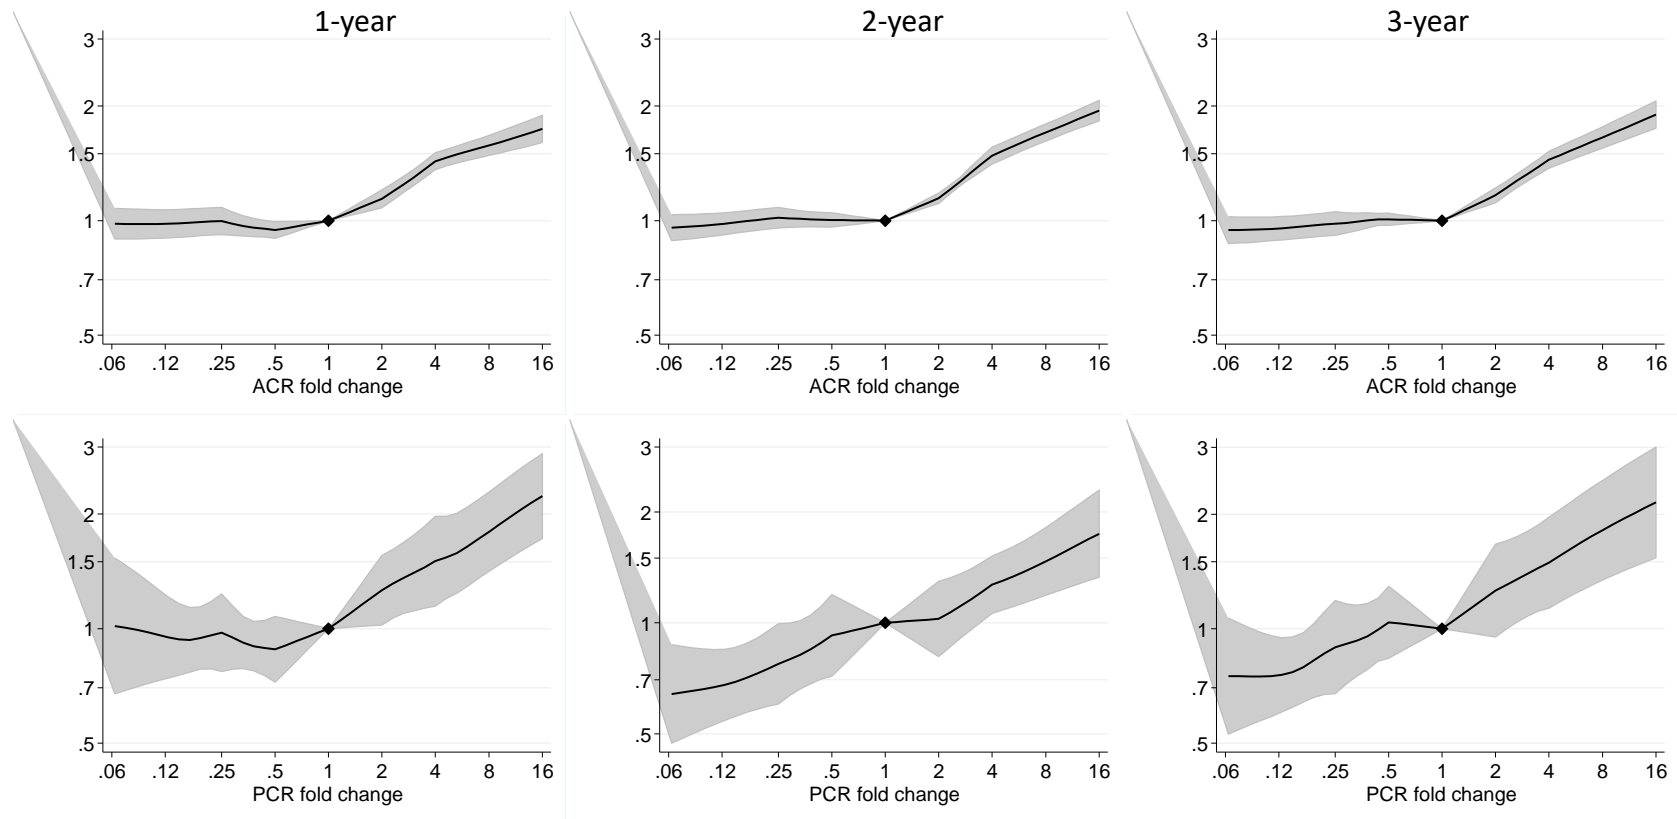 1-year 2-year 3-year
3 3 3
2 2 2
1.5 1.5 1.5
1 1 1
.7 .7 .7
.5 .5 .5
.06 .12 .25 .5 1 2 4 8 16 .06 .12 .25 .5 1 2 4 8 16 .06 .12 .25 .5 1 2 4 8 16
ACR fold change ACR fold change ACR fold change
3 3 3
2 2 2
1.5 1.5 1.5
1 1 1
.7 .7 .7
.5 .5 .5
.06 .12 .25 .5 1 2 4 8 16 .06 .12 .25 .5 1 2 4 8 16 .06 .12 .25 .5 1 2 4 8 16
PCR fold change PCR fold change PCR fold change